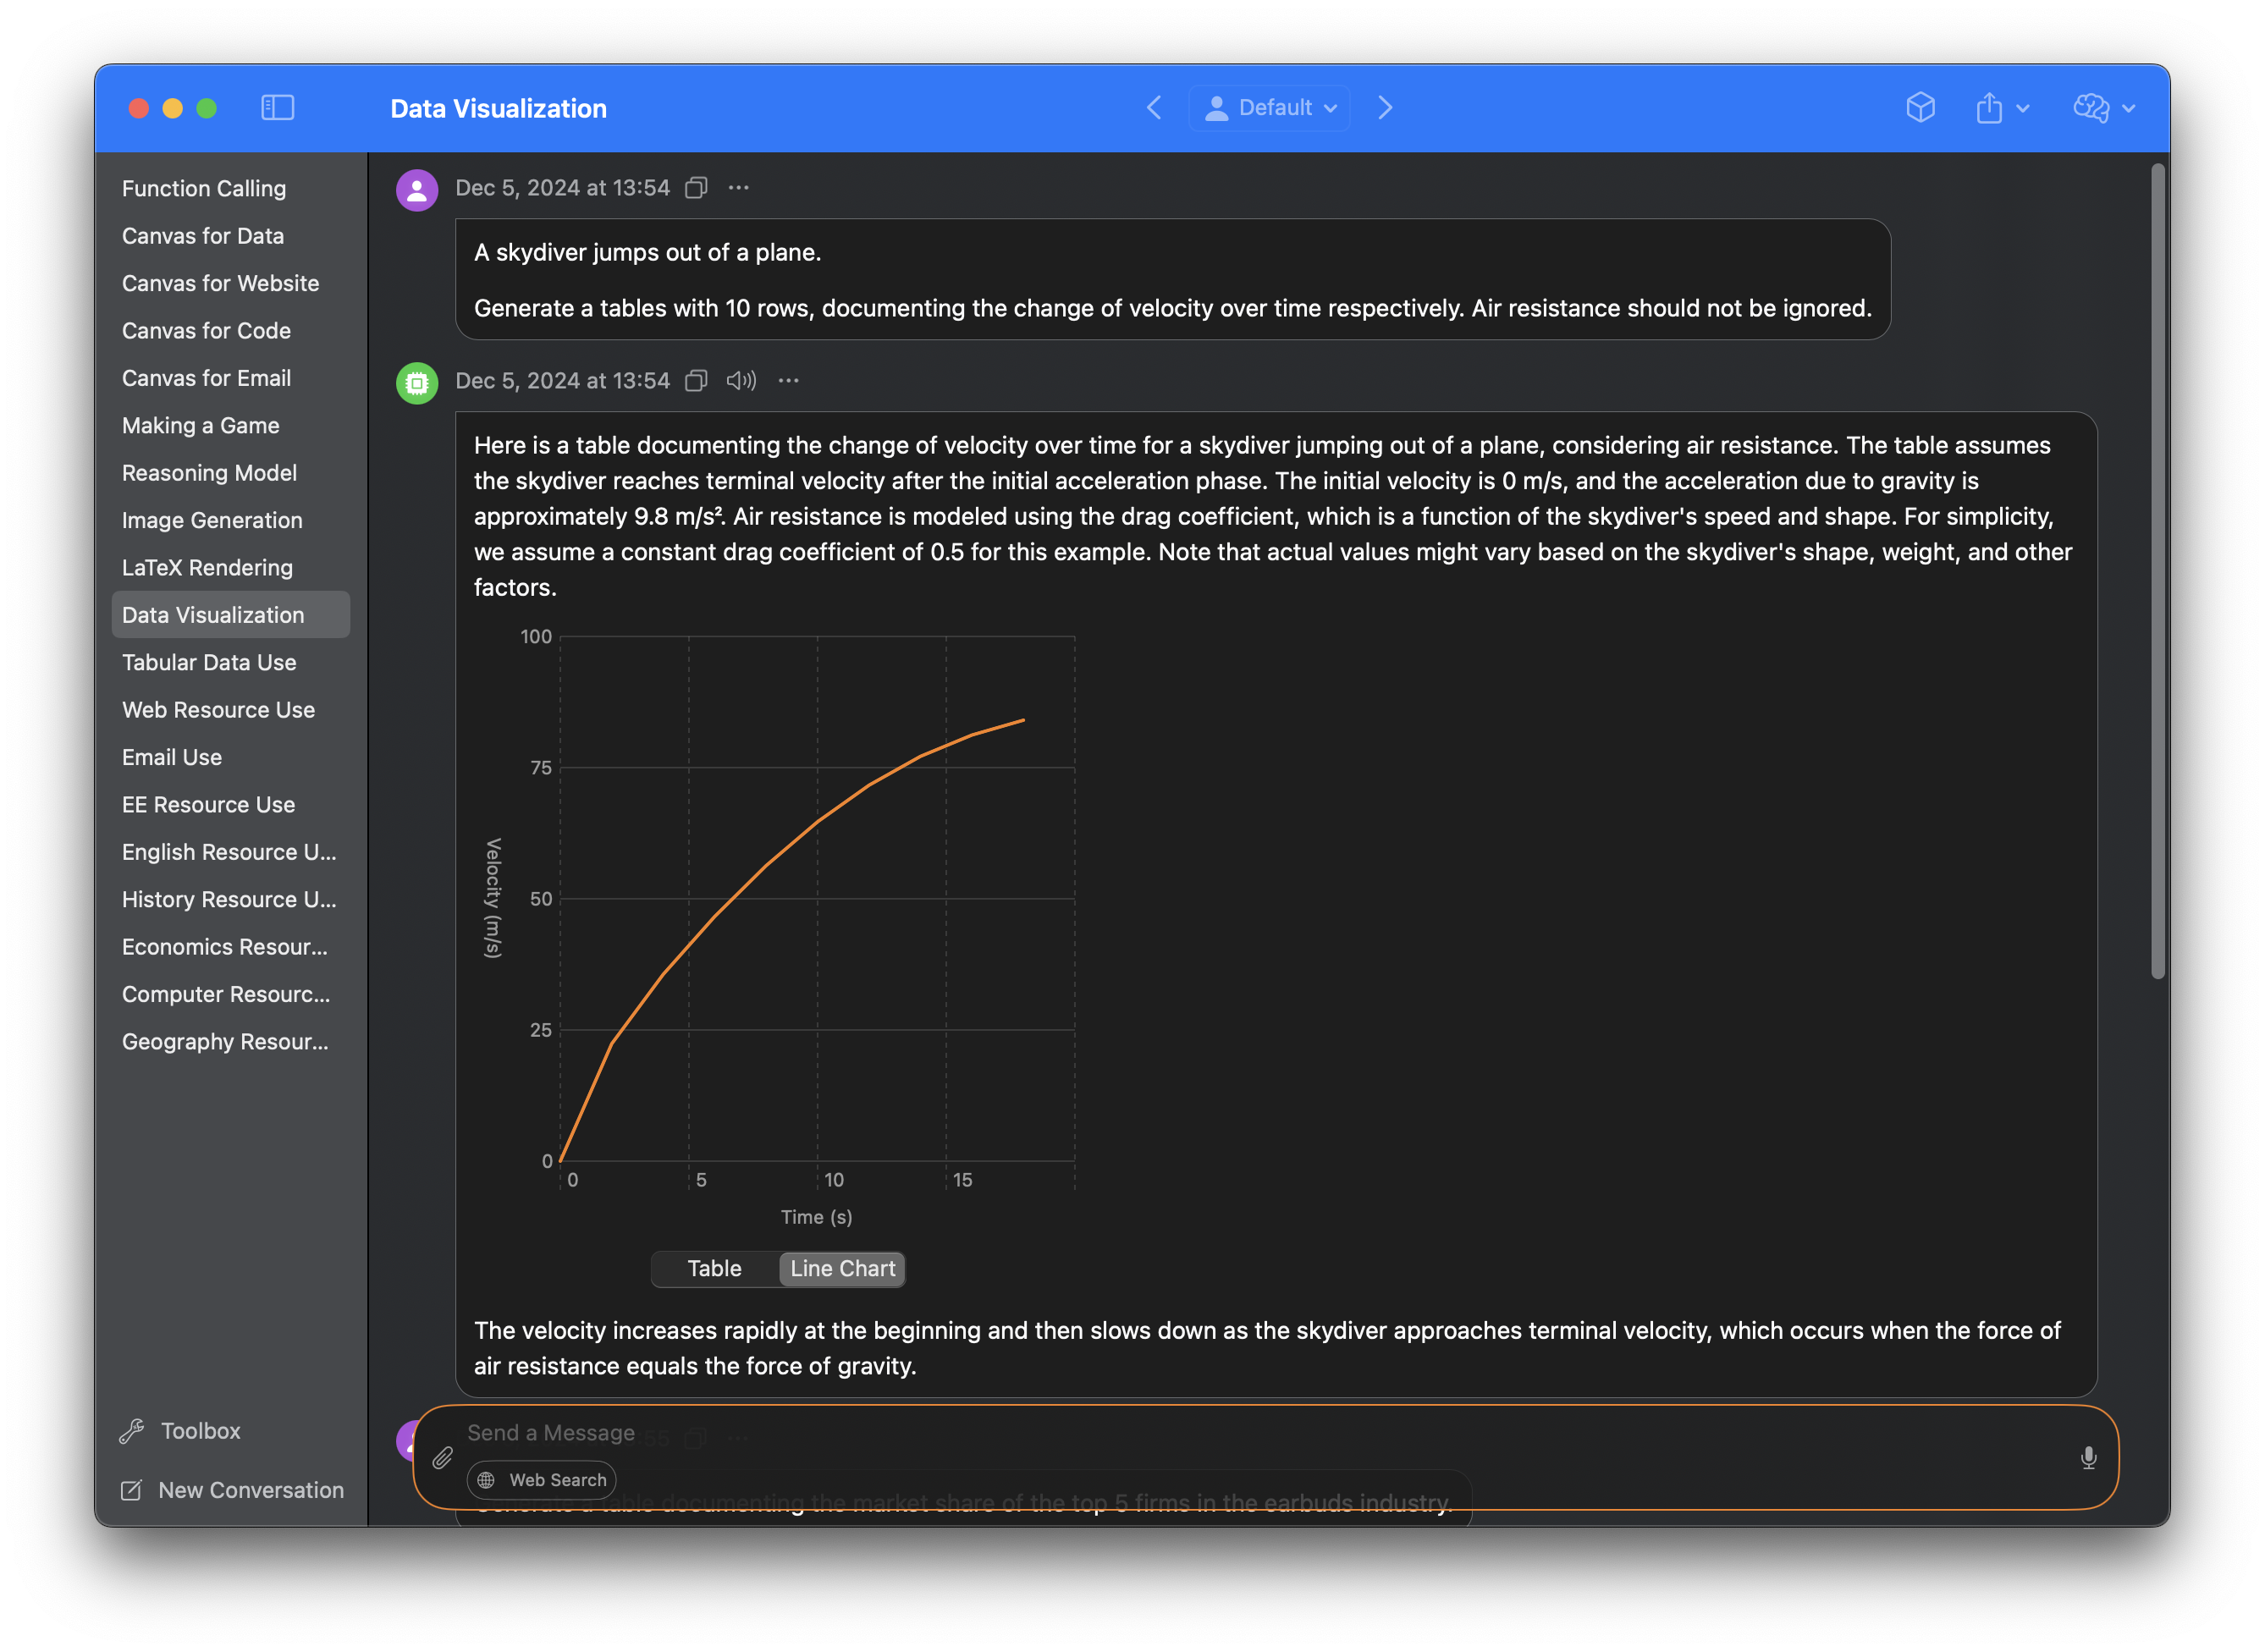 Data Visualization
Default
Function Calling
Canvas for Data
Canvas for Website
Canvas for Code
Canvas for Email
Making a Game
Reasoning Model
Image Generation
LaTeX Rendering
Data Visualization
Tabular Data Use
Web Resource Use
Email Use
EE Resource Use
English Resource U...
History Resource U...
Economics Resour...
Computer Resourc...
Geography Resour...
Toolbox
New Conversation
Dec 5, 2024 at 13:54
A skydiver jumps out of a plane.
Generate a tables with 10 rows, documenting the change of velocity over time respectively. Air resistance should not be ignored.
Dec 5, 2024 at 13:54
Here is a table documenting the change of velocity over time for a skydiver jumping out of a plane, considering air resistance. The table assumes
the skydiver reaches terminal velocity after the initial acceleration phase. The initial velocity is 0 m/s, and the acceleration due to gravity is
approximately 9.8 m/s². Air resistance is modeled using the drag coefficient, which is a function of the skydiver's speed and shape. For simplicity,
we assume a constant drag coefficient of 0.5 for this example. Note that actual values might vary based on the skydiver's shape, weight, and other
factors.
100
75
50
25
0
Velocity (m/s)
0 5 10 15
Time (s)
Table Line Chart
The velocity increases rapidly at the beginning and then slows down as the skydiver approaches terminal velocity, which occurs when the force of
air resistance equals the force of gravity.
Send a Message
55
Web Search
Generate a table documenting the market share of the top 5 firms in the earbuds industry.